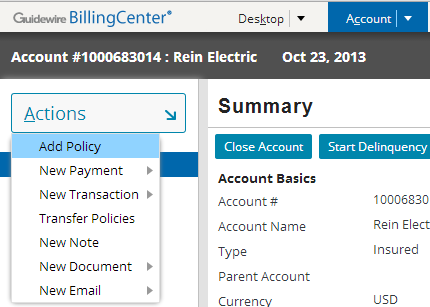 Guidewire BillingCenter® Desktop Account
Account #1000683014 : Rein Electric Oct 23, 2013
Actions
Add Policy
New Payment
New Transaction
Transfer Policies
New Note
New Document
New Email
Summary
Close Account Start Delinquency
Account Basics
Account # 10006830
Account Name Rein Elect
Type Insured
Parent Account
Currency USD